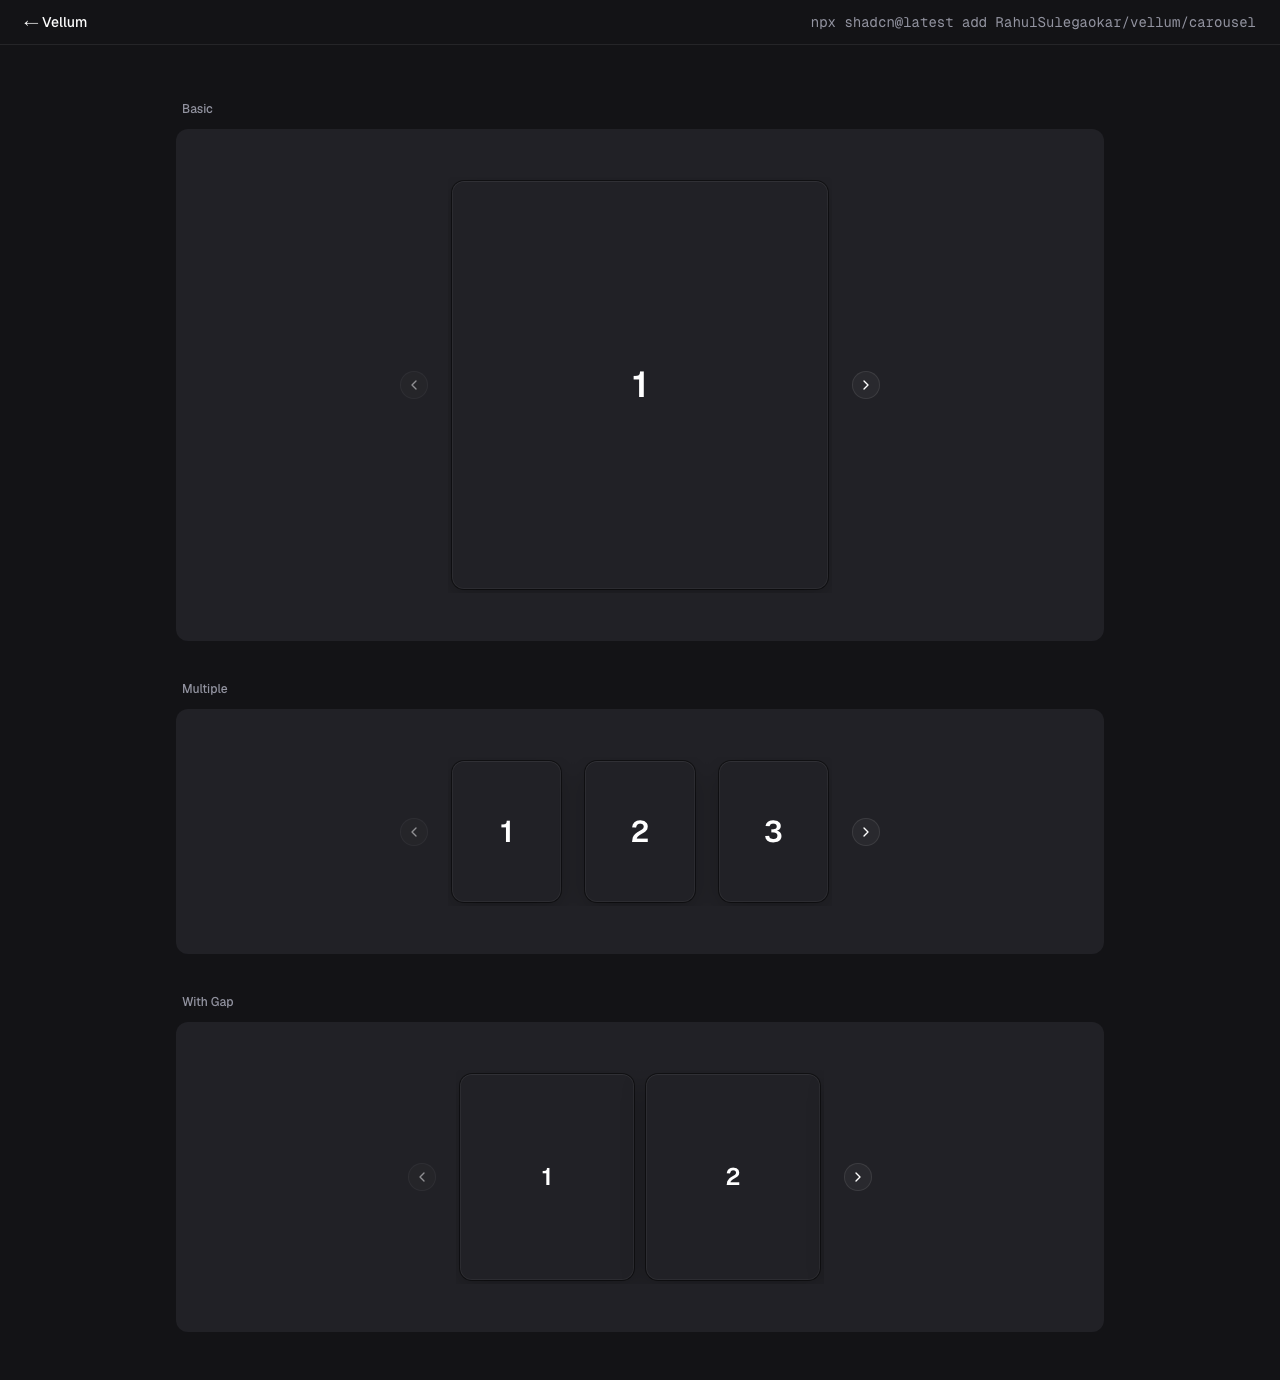 ← Vellum
npx shadcn@latest add RahulSulegaokar/vellum/carousel
Basic
1
Multiple
1 2 3
With Gap
1 2